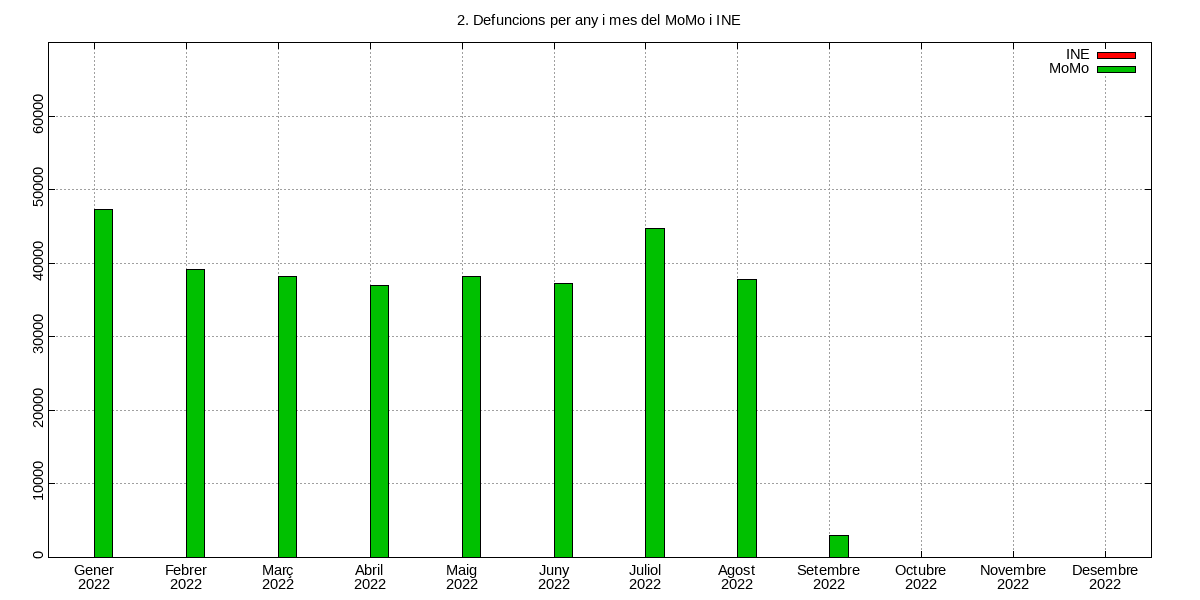 2. Defuncions per any i mes del MoMo i INE
INE
MoMo
60000
50000
40000
30000
20000
10000
0
Gener Febrer Març Abril Maig Juny Juliol Agost Setembre Octubre Novembre Desembre
2022 2022 2022 2022 2022 2022 2022 2022 2022 2022 2022 2022